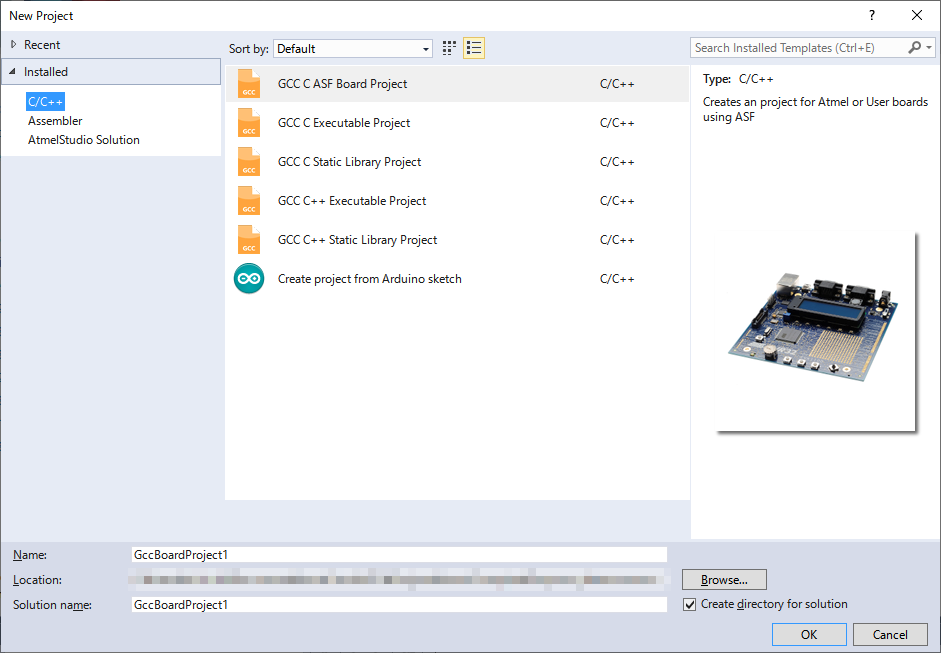 New Project
?
Recent
Installed
C/C++
Assembler
AtmelStudio Solution
Sort by: Default
Search Installed Templates (Ctrl+E)
GCC
GCC C ASF Board Project C/C++
GCC
GCC C Executable Project C/C++
GCC
GCC C Static Library Project C/C++
GCC
GCC C++ Executable Project C/C++
GCC
GCC C++ Static Library Project C/C++
Create project from Arduino sketch C/C++
Type: C/C++
Creates an project for Atmel or User boards
using ASF
Name: GccBoardProject1
Location:
Browse...
Solution name: GccBoardProject1
Create directory for solution
OK
Cancel